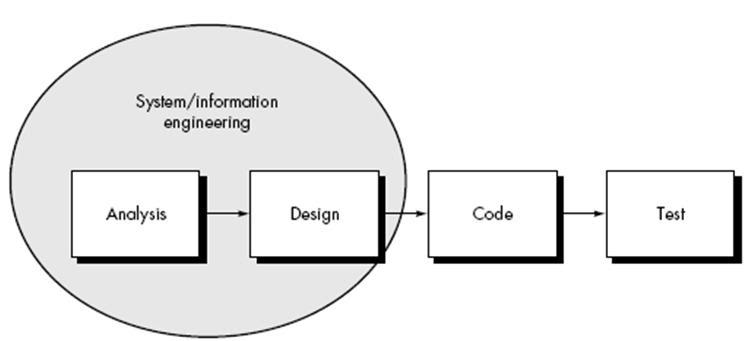 System/information
engineering
Analysis
Design
Code
Test